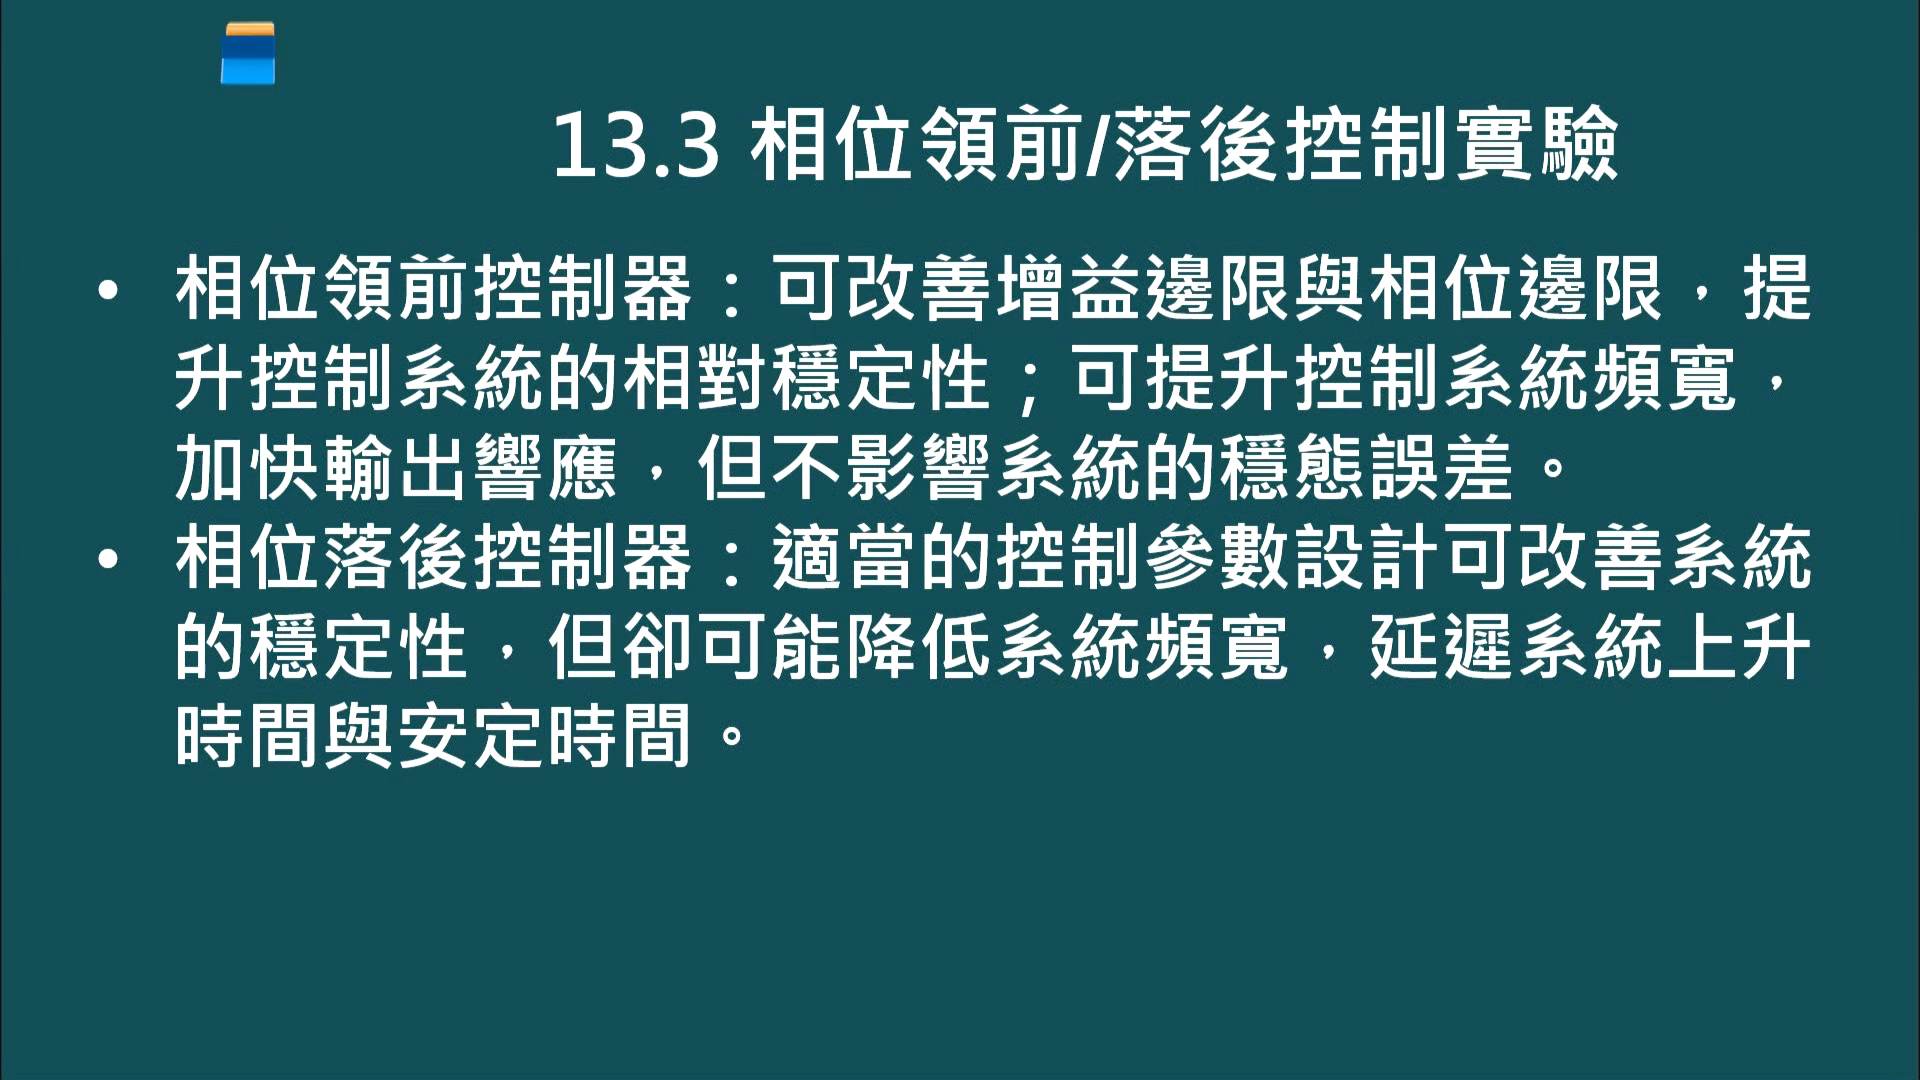 13.3 相位領前/落後控制實驗
• 相位領前控制器：可改善增益邊限與相位邊限，提
升控制系統的相對穩定性；可提升控制系統頻寬，
加快輸出響應，但不影響系統的穩態誤差。
• 相位落後控制器：適當的控制參數設計可改善系統
的穩定性，但卻可能降低系統頻寬，延遲系統上升
時間與安定時間。